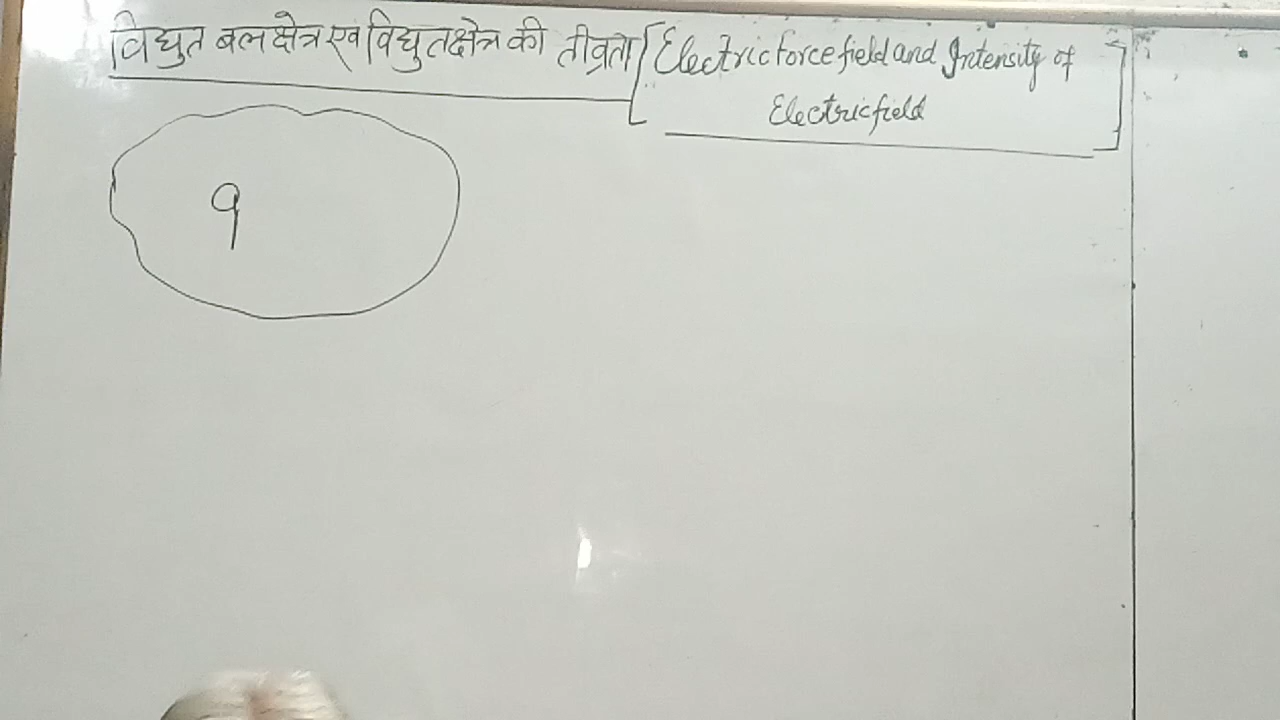 विद्युत बल क्षेत्र एवं विद्युत क्षेत्र की तीव्रता [Electric force field and Intensity of
Electric field]
q